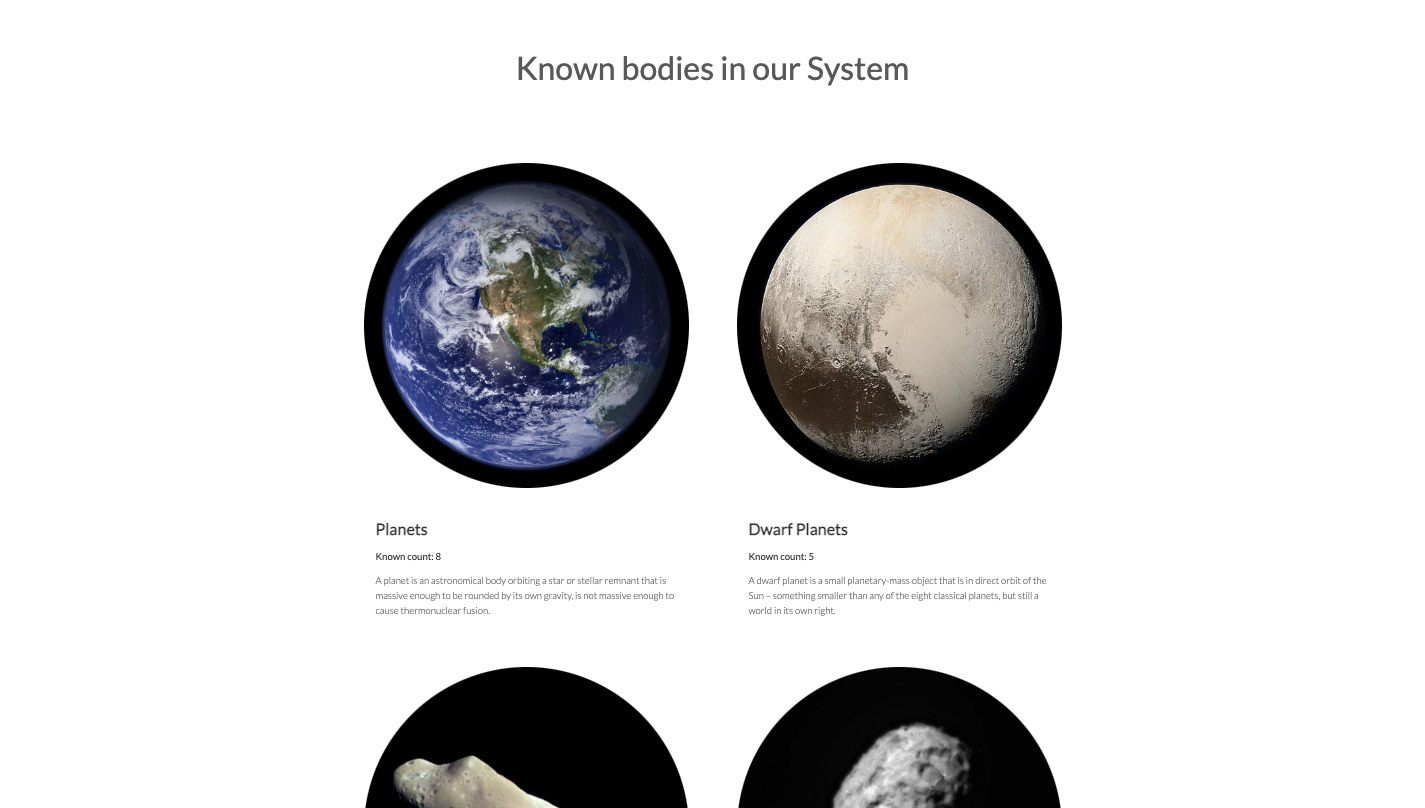 Known bodies in our System
Planets
Known count: 8
A planet is an astronomical body orbiting a star or stellar remnant that is
massive enough to be rounded by its own gravity, is not massive enough to
cause thermonuclear fusion.
Dwarf Planets
Known count: 5
A dwarf planet is a small planetary-mass object that is in direct orbit of the
Sun – something smaller than any of the eight classical planets, but still a
world in its own right.